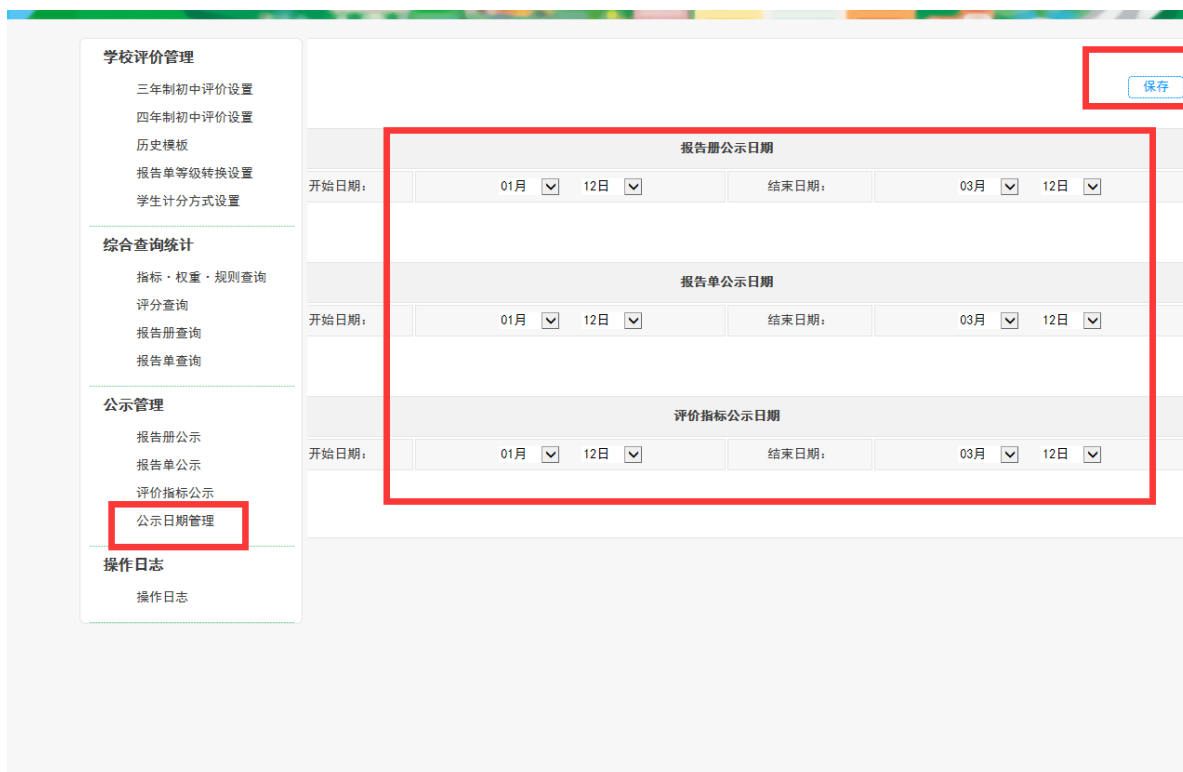 学校评价管理
三年制初中评价设置
四年制初中评价设置
历史模板
报告单等级转换设置
学生计分方式设置
综合查询统计
指标·权重·规则查询
评分查询
报告册查询
报告单查询
公示管理
报告册公示
报告单公示
评价指标公示
公示日期管理
操作日志
操作日志
保存
报告册公示日期
开始日期: 01月 12日 结束日期: 03月 12日
报告单公示日期
开始日期: 01月 12日 结束日期: 03月 12日
评价指标公示日期
开始日期: 01月 12日 结束日期: 03月 12日